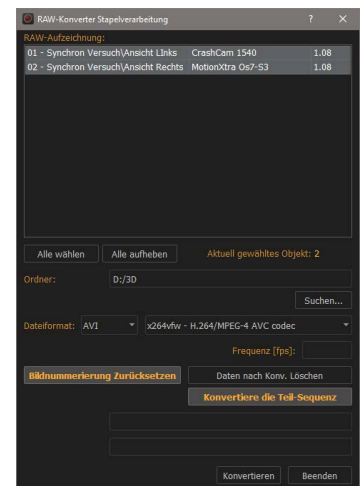 RAW-Konverter Stapelverarbeitung ? ×
RAW-Aufzeichnung:
01 - Synchron Versuch\Ansicht LInks CrashCam 1540 1.08
02 - Synchron Versuch\Ansicht Rechts MotionXtra Os7-S3 1.08
Alle wählen Alle aufheben Aktuell gewähltes Objekt: 2
Ordner: D:/3D
Suchen...
Dateiformat: AVI x264vfw - H.264/MPEG-4 AVC codec
Frequenz [fps]:
Bildnummerierung Zurücksetzen Daten nach Konv. Löschen
Konvertiere die Teil-Sequenz
Konvertieren Beenden